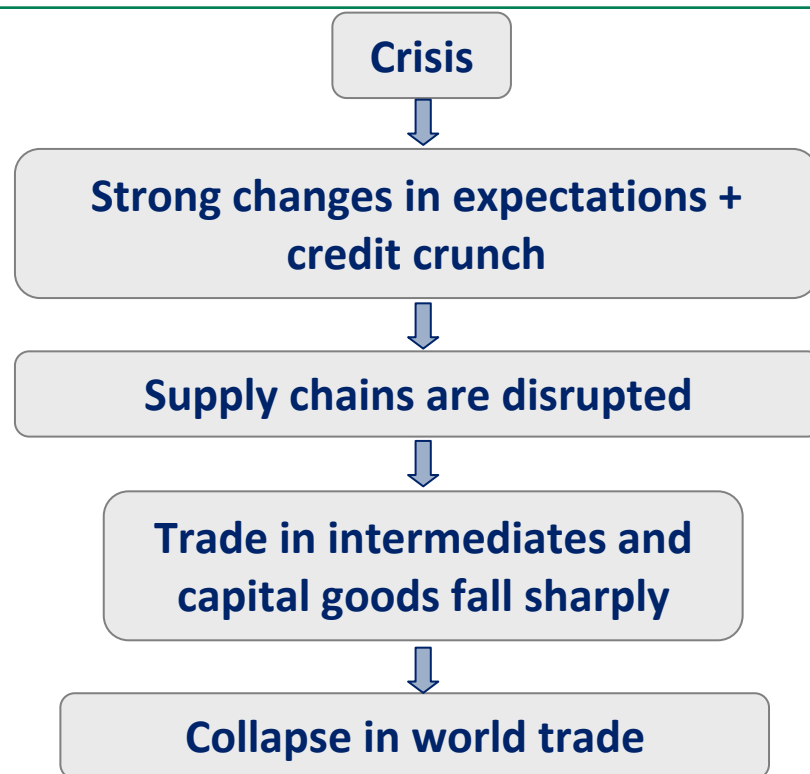 Crisis
Strong changes in expectations +
credit crunch
Supply chains are disrupted
Trade in intermediates and
capital goods fall sharply
Collapse in world trade